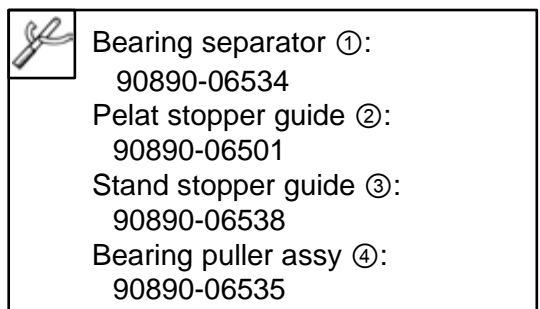 Bearing separator ①:
90890-06534
Pelat stopper guide ②:
90890-06501
Stand stopper guide ③:
90890-06538
Bearing puller assy ④:
90890-06535